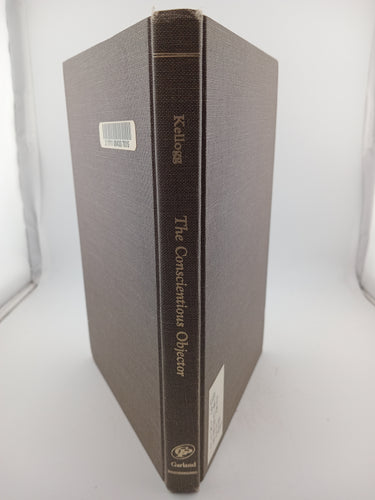 Kellogg
The Conscientious Objector
Garland